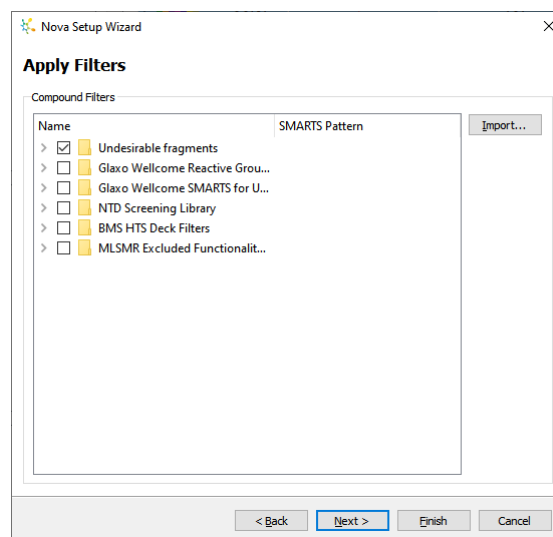 Nova Setup Wizard
Apply Filters
Compound Filters
Name SMARTS Pattern Import...
Undesirable fragments
Glaxo Wellcome Reactive Grou...
Glaxo Wellcome SMARTS for U...
NTD Screening Library
BMS HTS Deck Filters
MLSMR Excluded Functionalit...
< Back Next > Finish Cancel